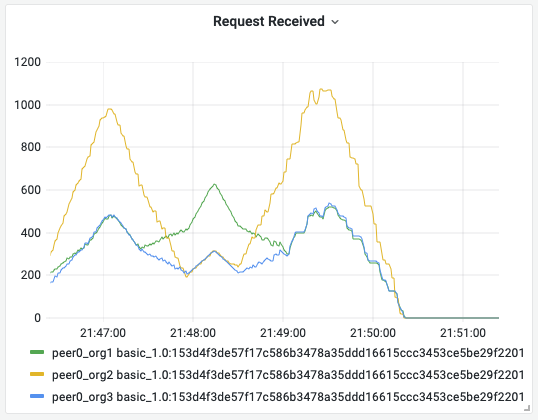 Request Received
1200
1000
800
600
400
200
0
21:47:00 21:48:00 21:49:00 21:50:00 21:51:00
peer0_org1 basic_1.0:153d4f3de57f17c586b3478a35ddd16615ccc3453ce5be29f2201
peer0_org2 basic_1.0:153d4f3de57f17c586b3478a35ddd16615ccc3453ce5be29f2201
peer0_org3 basic_1.0:153d4f3de57f17c586b3478a35ddd16615ccc3453ce5be29f2201